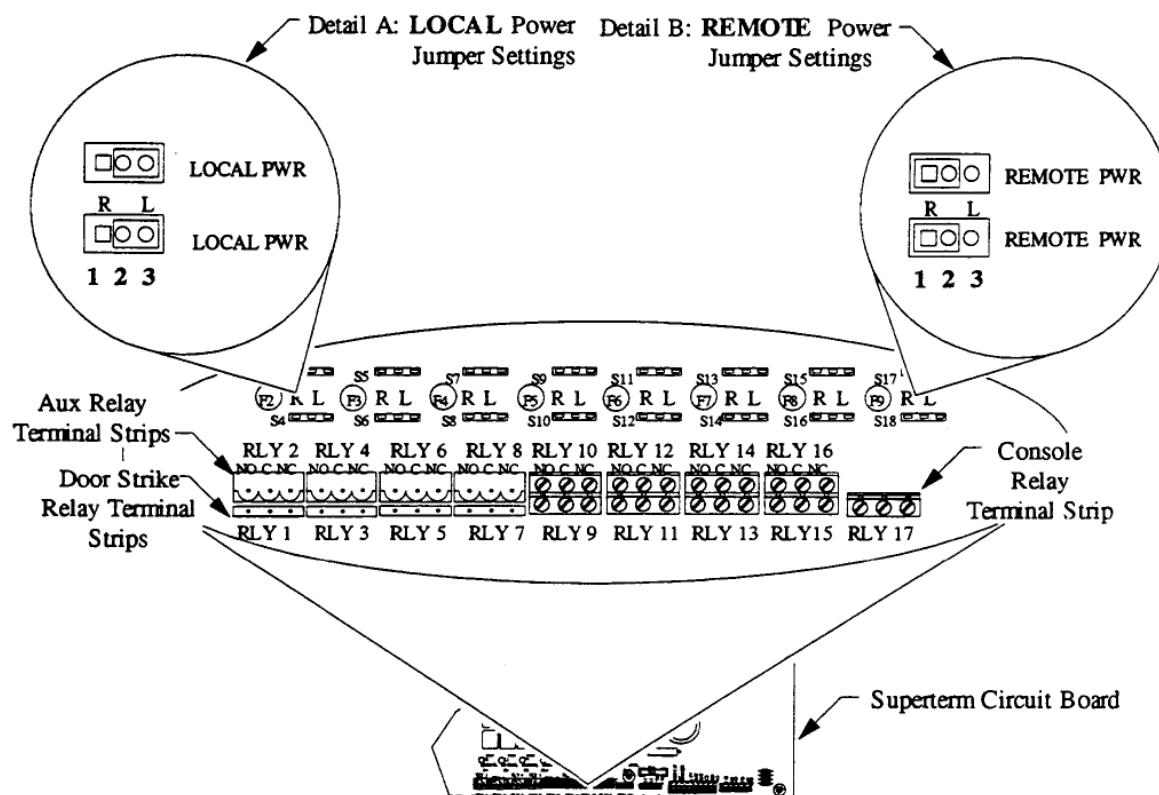 Detail A: LOCAL Power
Jumper Settings
Detail B: REMOTE Power
Jumper Settings
LOCAL PWR
R L
LOCAL PWR
1 2 3
REMOTE PWR
R L
REMOTE PWR
1 2 3
S5 S7 S9 S11 S13 S15 S17
F2 R L F3 R L F4 R L F5 R L F6 R L F7 R L F8 R L F9 R L
S4 S6 S8 S10 S12 S14 S16 S18
Aux Relay
Terminal Strips
RLY 2 RLY 4 RLY 6 RLY 8 RLY 10 RLY 12 RLY 14 RLY 16
NO C NC NO C NC NO C NC NO C NC NO C NC NO C NC NO C NC NO C NC
Door Strike
Relay Terminal
Strips
Console
Relay
Terminal Strip
RLY 1 RLY 3 RLY 5 RLY 7 RLY 9 RLY 11 RLY 13 RLY15 RLY 17
Superterm Circuit Board